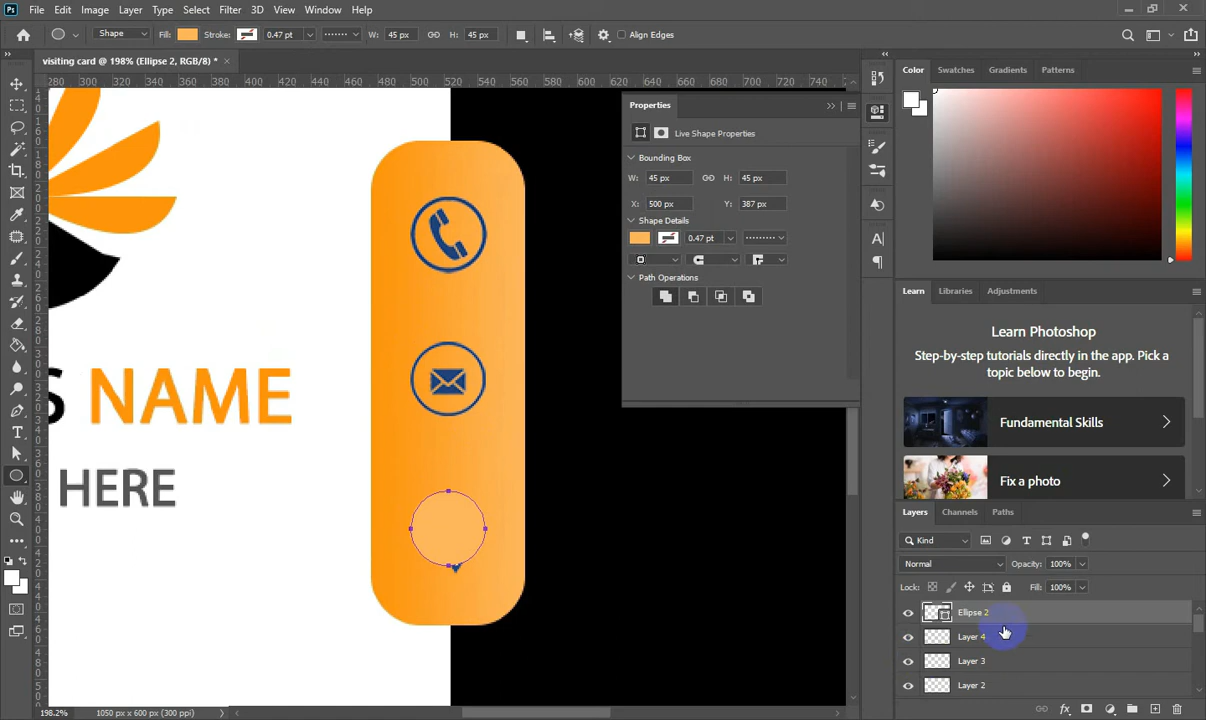 Ps File Edit Image Layer Type Select Filter 3D View Window Help
Shape Fill: Stroke: 0.47 pt W: 45 px H: 45 px Align Edges
visiting card @ 198% (Ellipse 2, RGB/8) *
280 300 320 340 360 380 400 420 440 460 480 500 520 540 560 580 600 620 640 660 680 700 720 740
S NAME
HERE
Properties
Live Shape Properties
Bounding Box
W: 45 px H: 45 px
X: 500 px Y: 387 px
Shape Details
0.47 pt
Path Operations
Color Swatches Gradients Patterns
Learn Libraries Adjustments
Learn Photoshop
Step-by-step tutorials directly in the app. Pick a
topic below to begin.
Fundamental Skills
Fix a photo
Layers Channels Paths
Kind
Normal Opacity: 100%
Lock: Fill: 100%
Ellipse 2
Layer 4
Layer 3
Layer 2
198.2% 1050 px x 600 px (300 ppi)